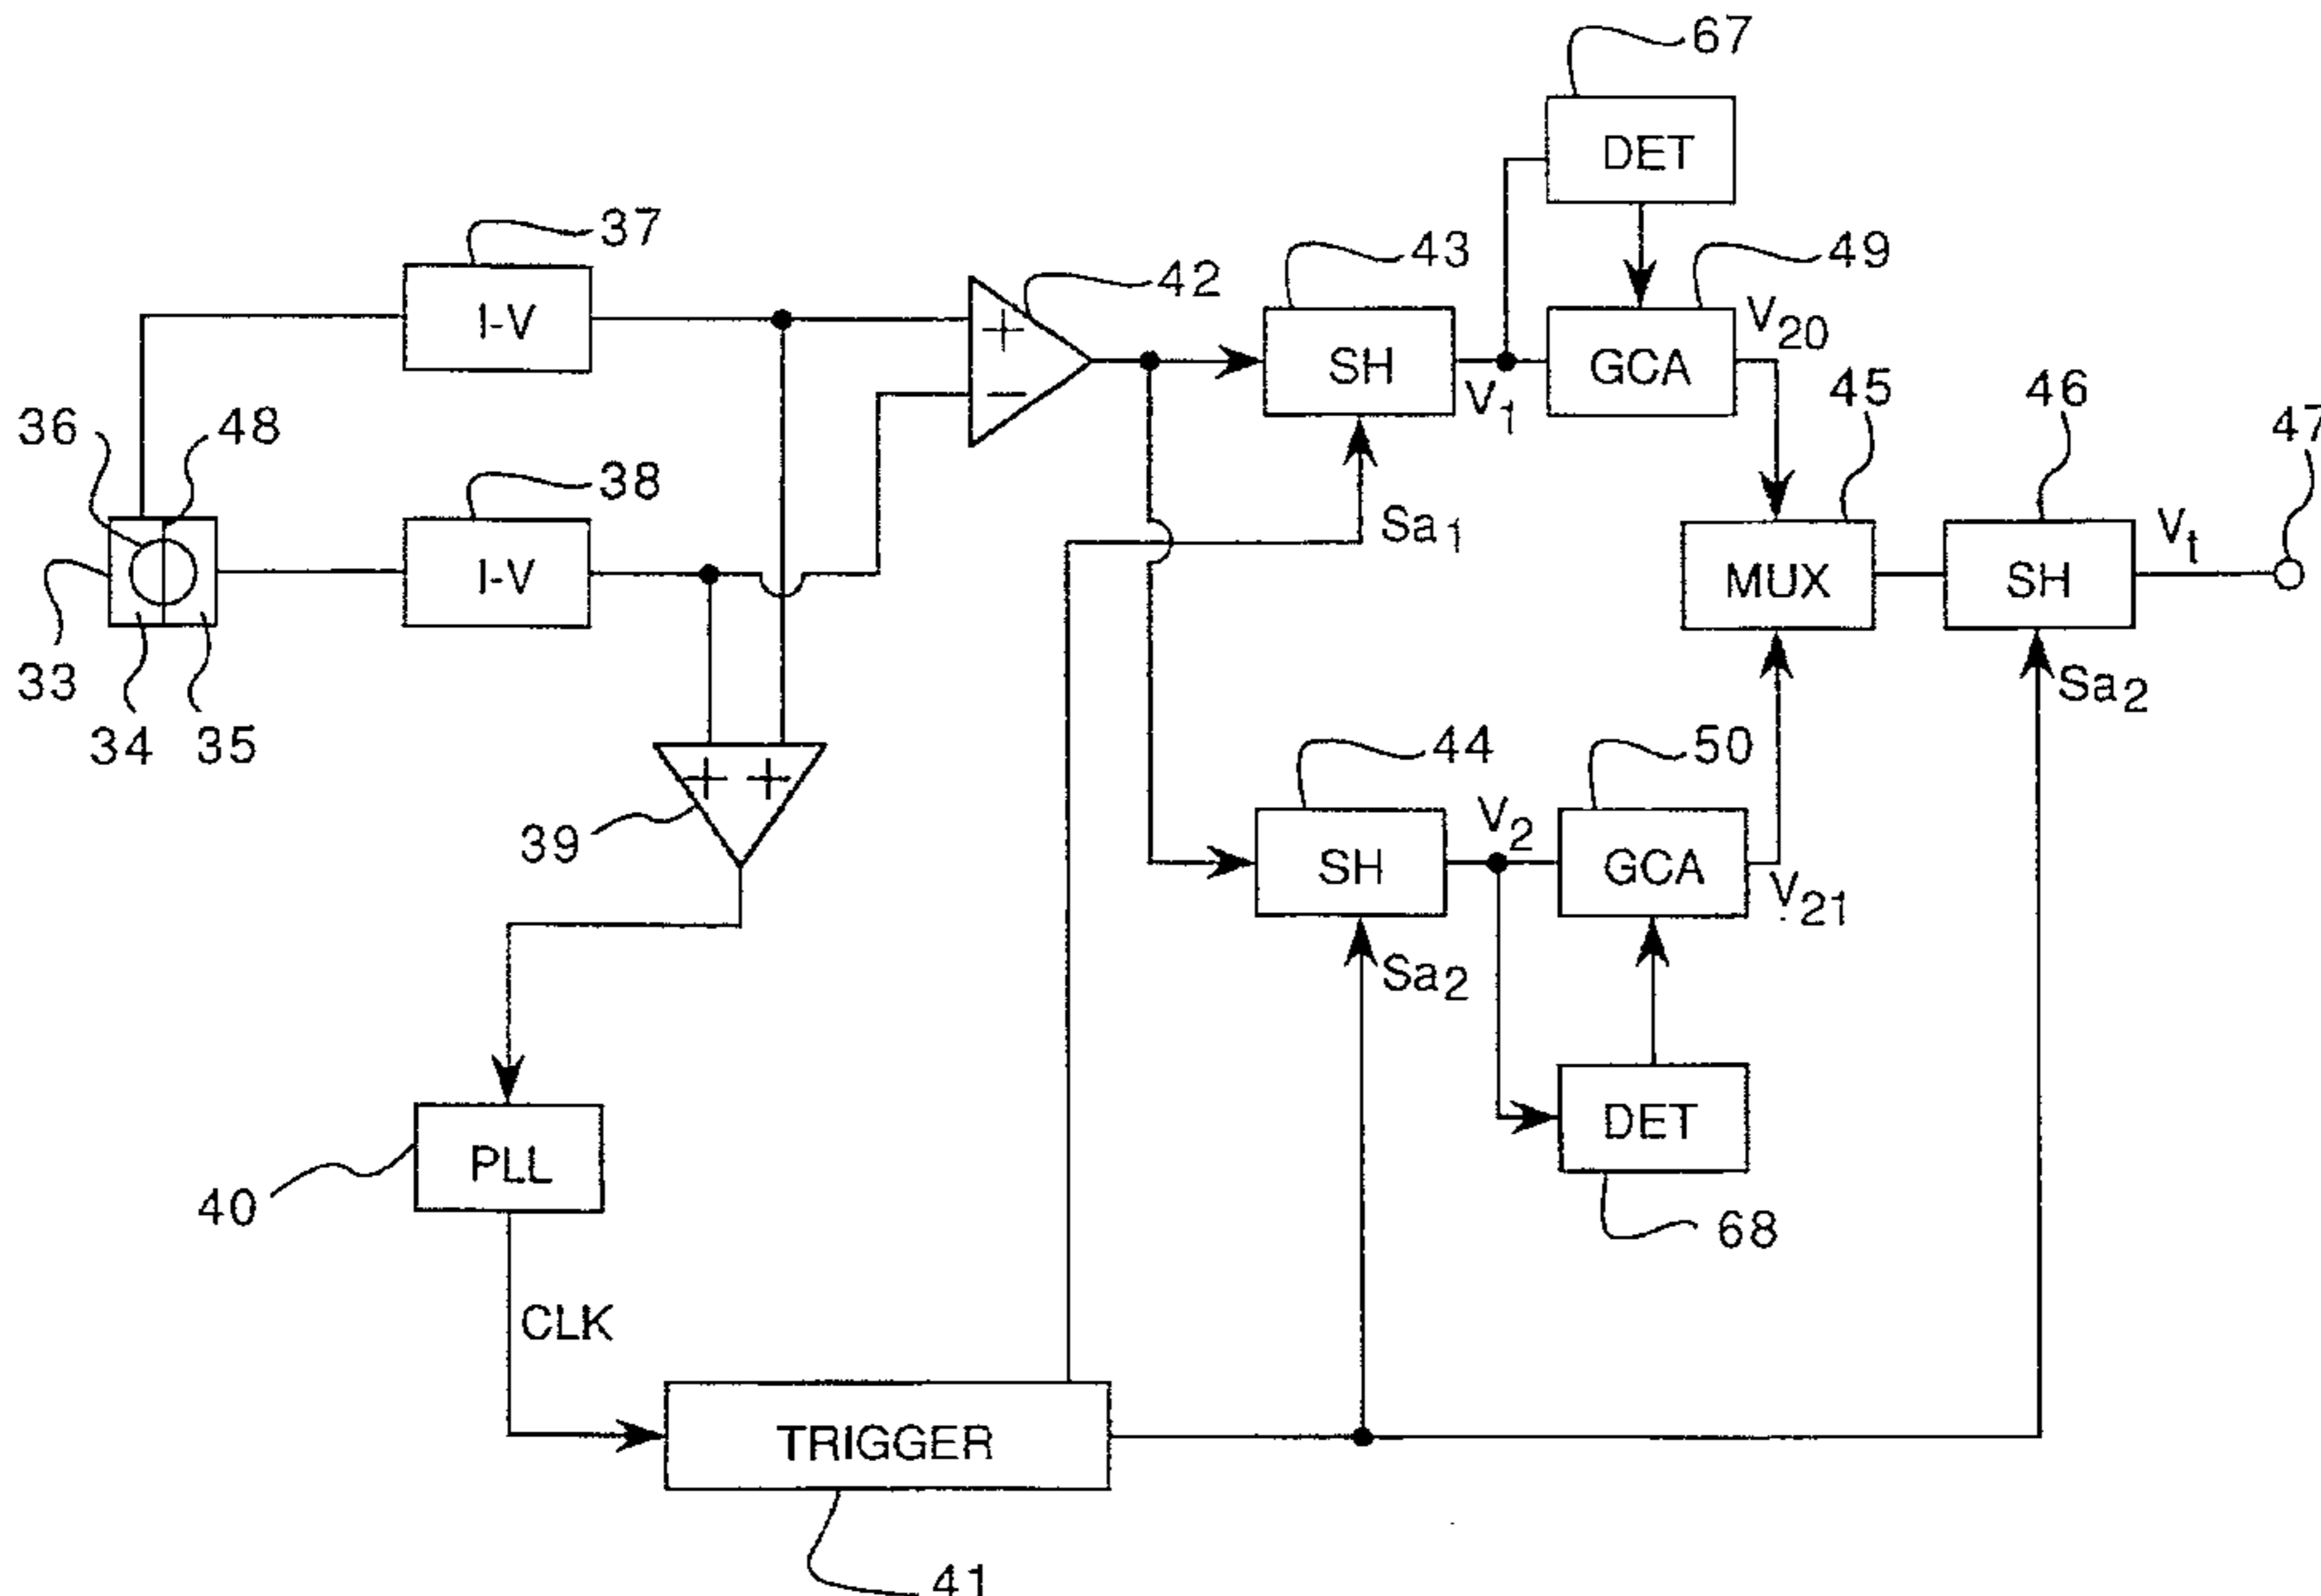 67
DET
37
43
42
49
I-V
+
SH
V1
GCA
V20
36
48
38
−
45
46
47
Sa1
I-V
MUX
SH
Vt
33
34
35
Sa2
44
50
+ +
39
SH
V2
GCA
V21
Sa2
PLL
DET
40
68
CLK
TRIGGER
41